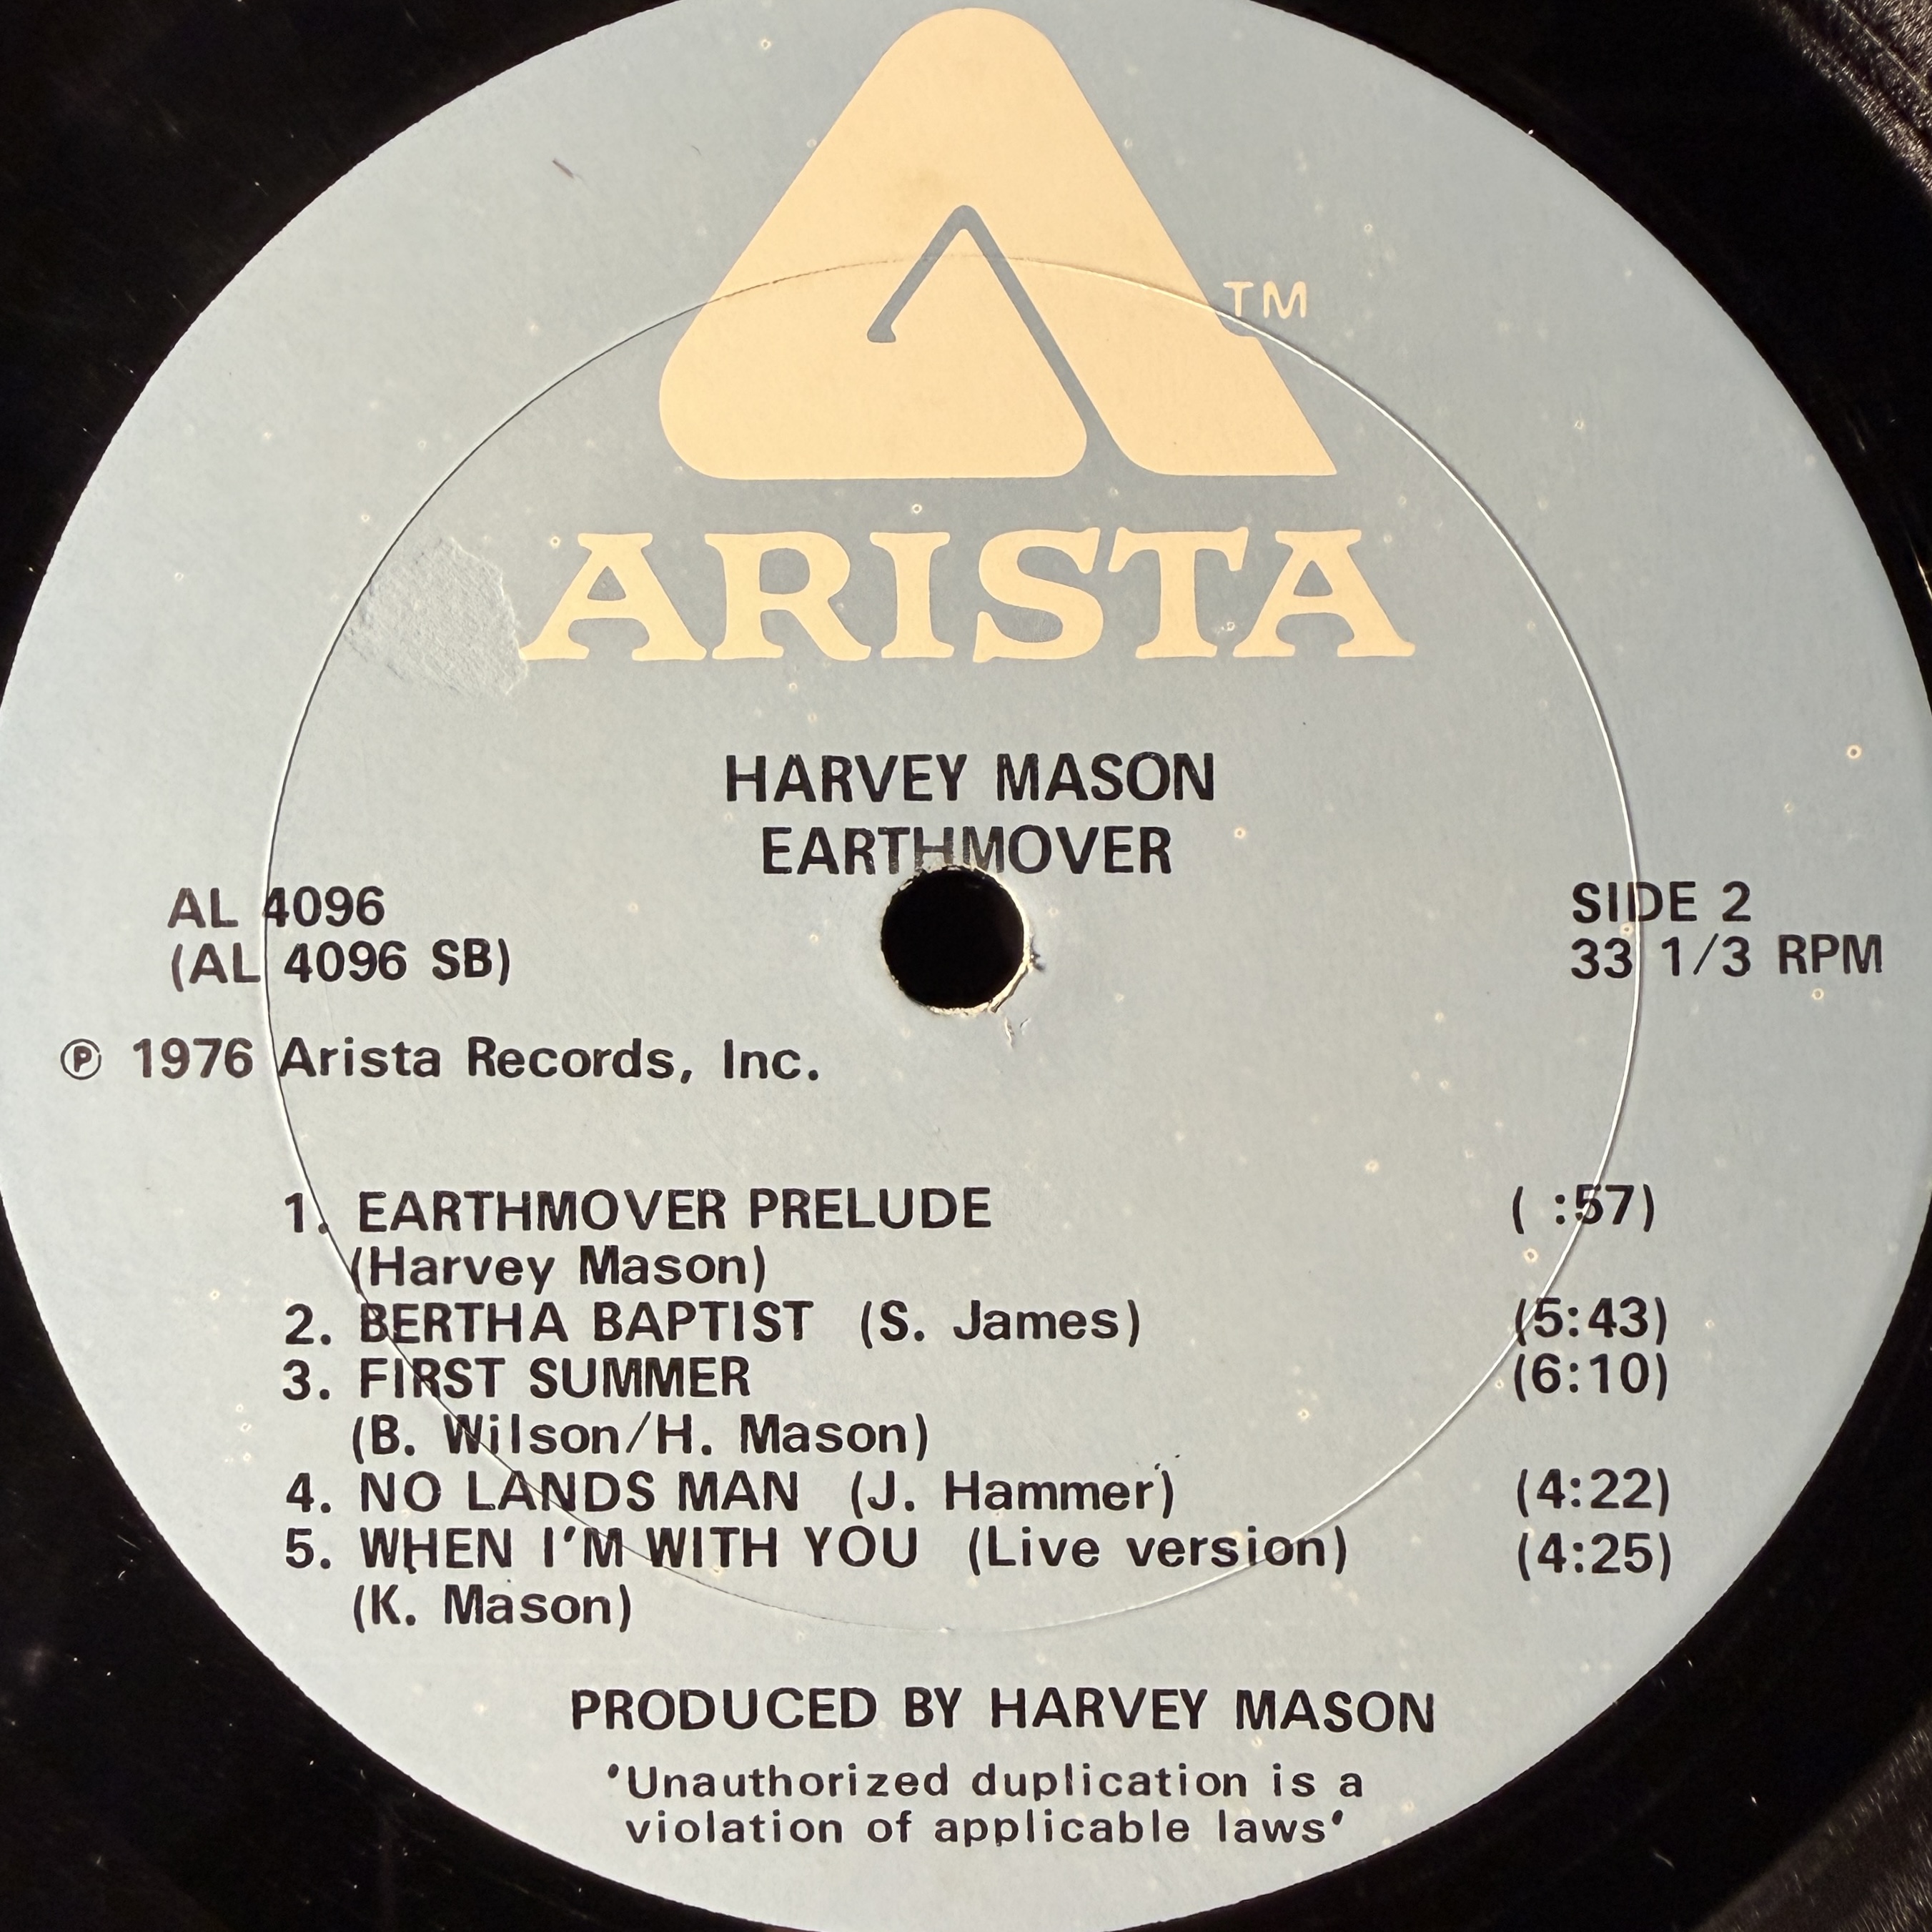 TM
ARISTA
HARVEY MASON
EARTHMOVER
AL 4096
(AL 4096 SB)
SIDE 2
33 1/3 RPM
℗ 1976 Arista Records, Inc.
1. EARTHMOVER PRELUDE ( :57)
(Harvey Mason)
2. BERTHA BAPTIST (S. James) (5:43)
3. FIRST SUMMER (6:10)
(B. Wilson/H. Mason)
4. NO LANDS MAN (J. Hammer) (4:22)
5. WHEN I'M WITH YOU (Live version) (4:25)
(K. Mason)
PRODUCED BY HARVEY MASON
'Unauthorized duplication is a
violation of applicable laws'